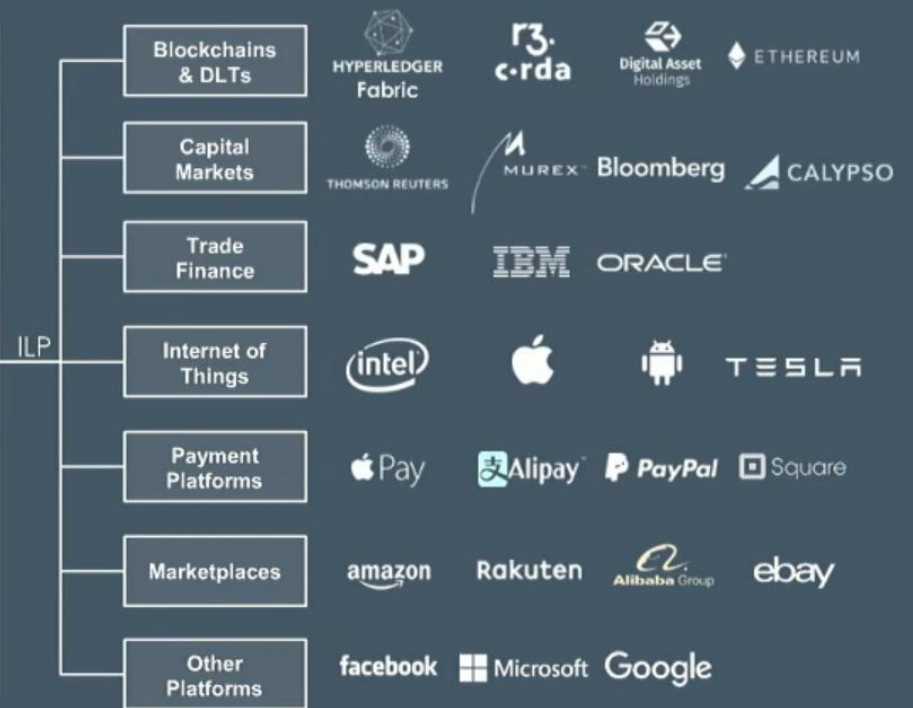 ILP
Blockchains
& DLTs
HYPERLEDGER
Fabric
r3.
c·rda
Digital Asset
Holdings
ETHEREUM
Capital
Markets
THOMSON REUTERS
MUREX
Bloomberg
CALYPSO
Trade
Finance
SAP
IBM
ORACLE
Internet of
Things
intel
TESLA
Payment
Platforms
Pay
支 Alipay
P PayPal
Square
Marketplaces
amazon
Rakuten
Alibaba Group
ebay
Other
Platforms
facebook
Microsoft
Google